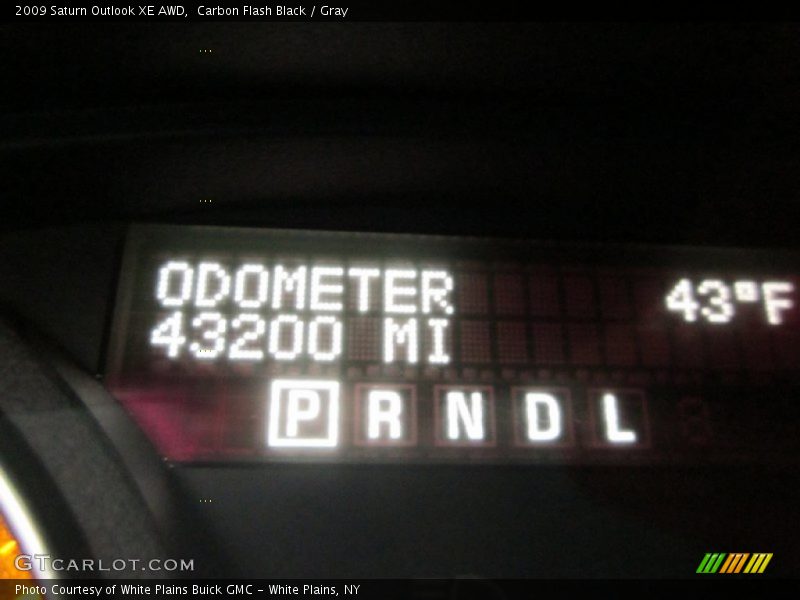 2009 Saturn Outlook XE AWD,  Carbon Flash Black / Gray
ODOMETER 43°F
43200 MI
P R N D L
GTCARLOT.COM
Photo Courtesy of White Plains Buick GMC - White Plains, NY